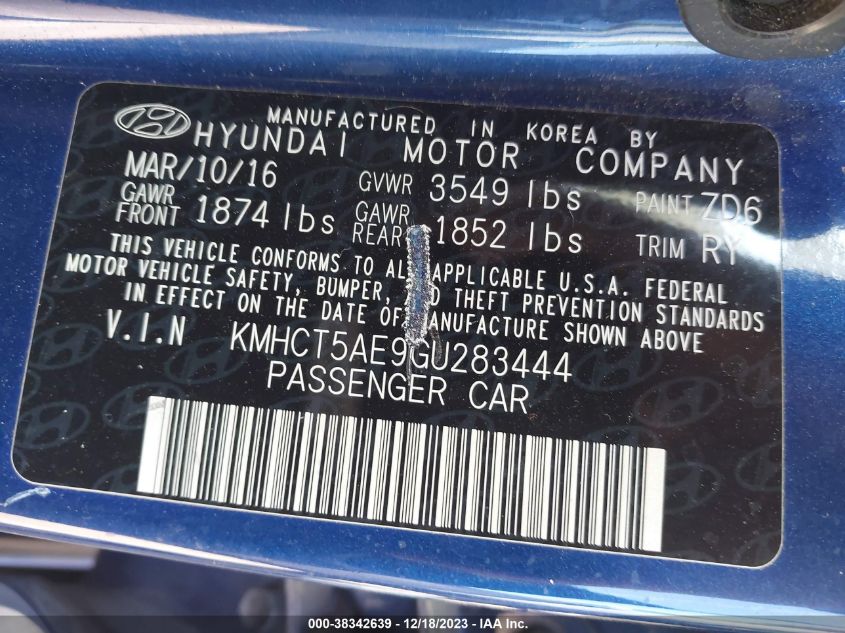 MANUFACTURED IN KOREA BY
HYUNDAI MOTOR COMPANY
MAR/10/16 GVWR 3549 lbs PAINT ZD6
GAWR FRONT 1874 lbs GAWR REAR 1852 lbs TRIM RY
THIS VEHICLE CONFORMS TO ALL APPLICABLE U.S.A. FEDERAL
MOTOR VEHICLE SAFETY, BUMPER, AND THEFT PREVENTION STANDARDS
IN EFFECT ON THE DATE OF MANUFACTURE SHOWN ABOVE
V.I.N KMHCT5AE9GU283444
PASSENGER CAR
000-38342639 - 12/18/2023 - IAA Inc.